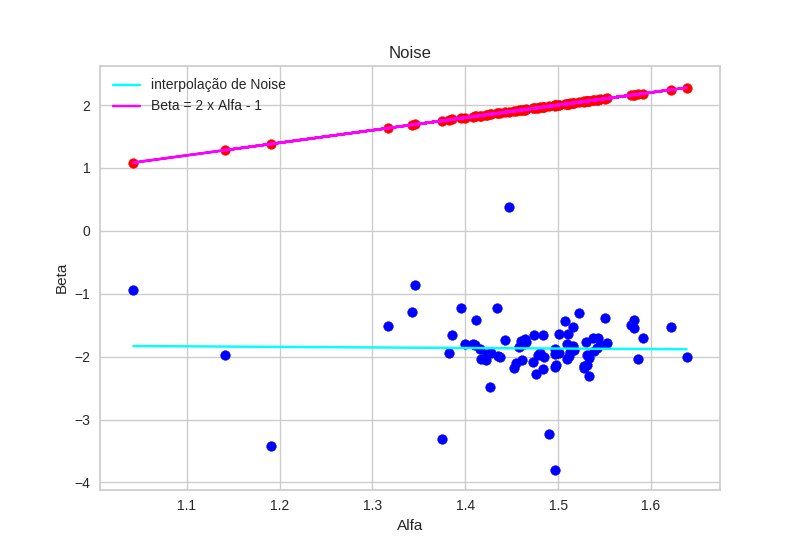 Noise
interpolação de Noise
Beta = 2 x Alfa - 1
Beta
2
1
0
−1
−2
−3
−4
1.1 1.2 1.3 1.4 1.5 1.6
Alfa